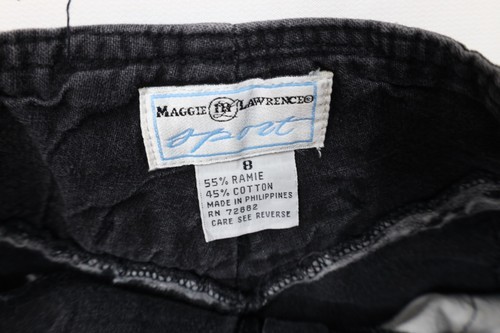 MAGGIE LAWRENCE®
sport
8
55% RAMIE
45% COTTON
MADE IN PHILIPPINES
RN 72882
CARE SEE REVERSE